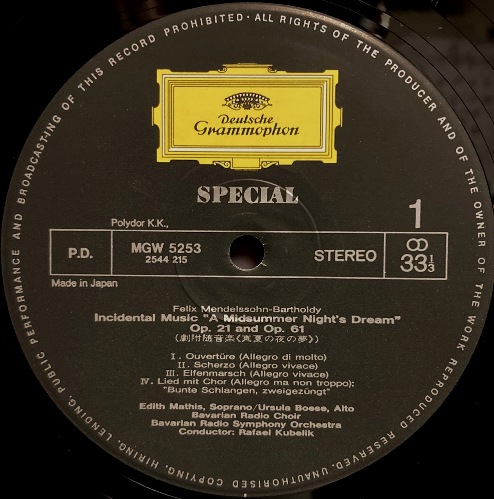 OF THIS RECORD PROHIBITED · ALL RIGHTS OF THE PRODUCER AND OF THE OWNER OF THE WORK REPRODUCED RESERVED. UNAUTHORISED COPYING, HIRING, LENDING, PUBLIC PERFORMANCE AND BROADCASTING
Deutsche
Grammophon
SPECIAL
Polydor K.K.,
1
P.D.
MGW 5253
2544 215
STEREO
33 1/3
Made in Japan
Felix Mendelssohn-Bartholdy
Incidental Music "A Midsummer Night's Dream"
Op. 21 and Op. 61
(劇附随音楽《真夏の夜の夢》)
I. Ouvertüre (Allegro di molto)
II. Scherzo (Allegro vivace)
III. Elfenmarsch (Allegro vivace)
IV. Lied mit Chor (Allegro ma non troppo):
"Bunte Schlangen, zweigezüngt"
Edith Mathis, Soprano/Ursula Boese, Alto
Bavarian Radio Choir
Bavarian Radio Symphony Orchestra
Conductor: Rafael Kubelik